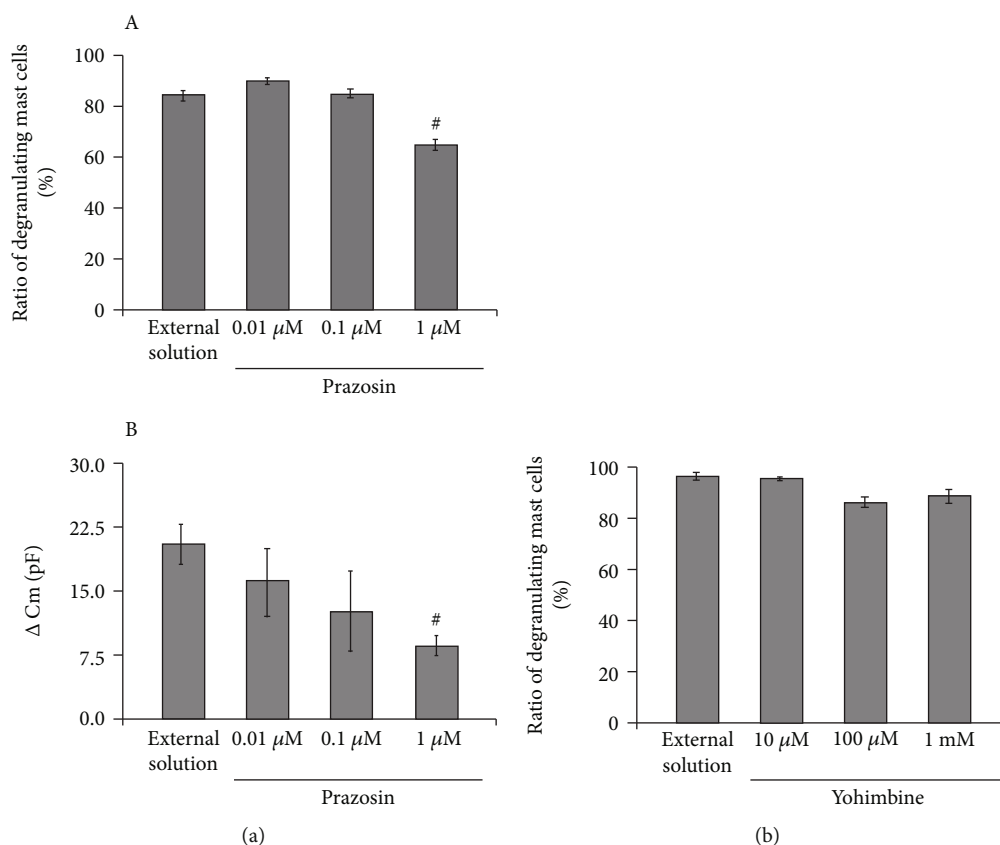 A
Ratio of degranulating mast cells
(%)
100
80
60
40
20
0
#
External
solution
0.01 μM
0.1 μM
1 μM
Prazosin
B
Δ Cm (pF)
30.0
22.5
15.0
7.5
0.0
#
External
solution
0.01 μM
0.1 μM
1 μM
Prazosin
(a)
Ratio of degranulating mast cells
(%)
100
80
60
40
20
0
External
solution
10 μM
100 μM
1 mM
Yohimbine
(b)